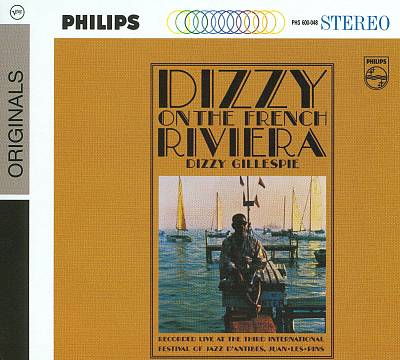 Verve
PHILIPS
PHS 600-048 STEREO
ORIGINALS
PHILIPS
DIZZY
ON THE FRENCH
RIVIERA
DIZZY GILLESPIE
RECORDED LIVE AT THE THIRD INTERNATIONAL
FESTIVAL OF JAZZ D'ANTIBES, JUAN-LES-PINS